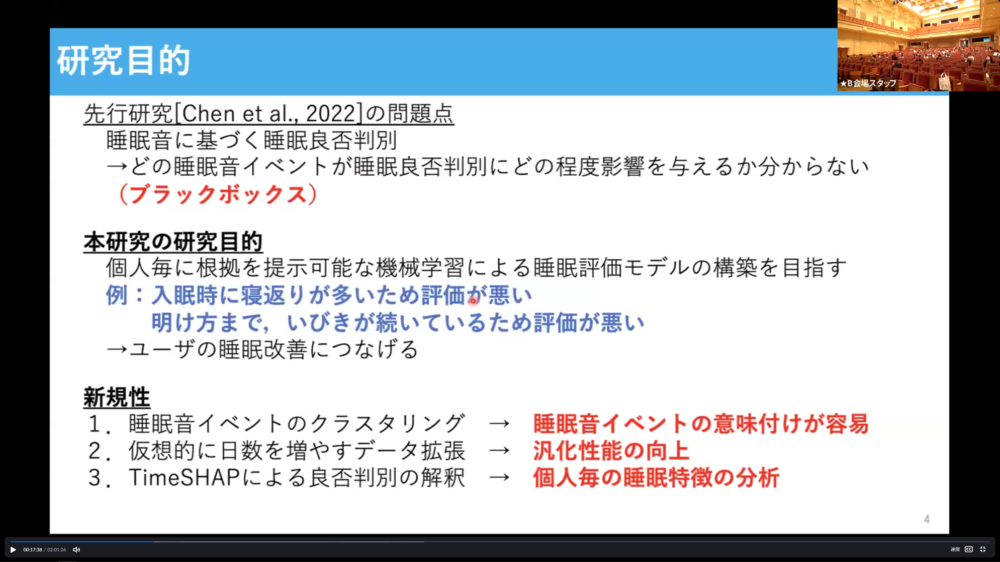 研究目的
★B会場スタッフ
先行研究[Chen et al., 2022]の問題点
睡眠音に基づく睡眠良否判別
→どの睡眠音イベントが睡眠良否判別にどの程度影響を与えるか分からない
（ブラックボックス）
本研究の研究目的
個人毎に根拠を提示可能な機械学習による睡眠評価モデルの構築を目指す
例：入眠時に寝返りが多いため評価が悪い
明け方まで，いびきが続いているため評価が悪い
→ユーザの睡眠改善につなげる
新規性
1．睡眠音イベントのクラスタリング → 睡眠音イベントの意味付けが容易
2．仮想的に日数を増やすデータ拡張 → 汎化性能の向上
3．TimeSHAPによる良否判別の解釈 → 個人毎の睡眠特徴の分析
4
00:17:38 / 02:01:26 速度 CC